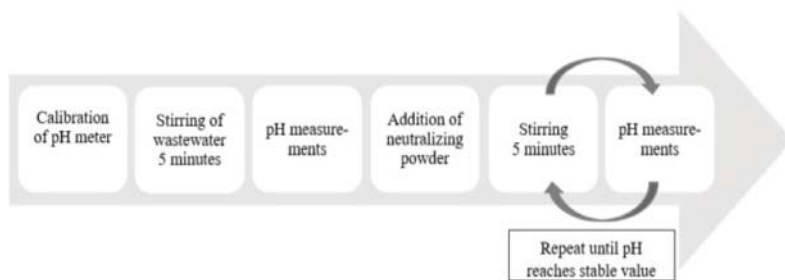 Calibration
of pH meter
Stirring of
wastewater
5 minutes
pH measure-
ments
Addition of
neutralizing
powder
Stirring
5 minutes
pH measure-
ments
Repeat until pH
reaches stable value